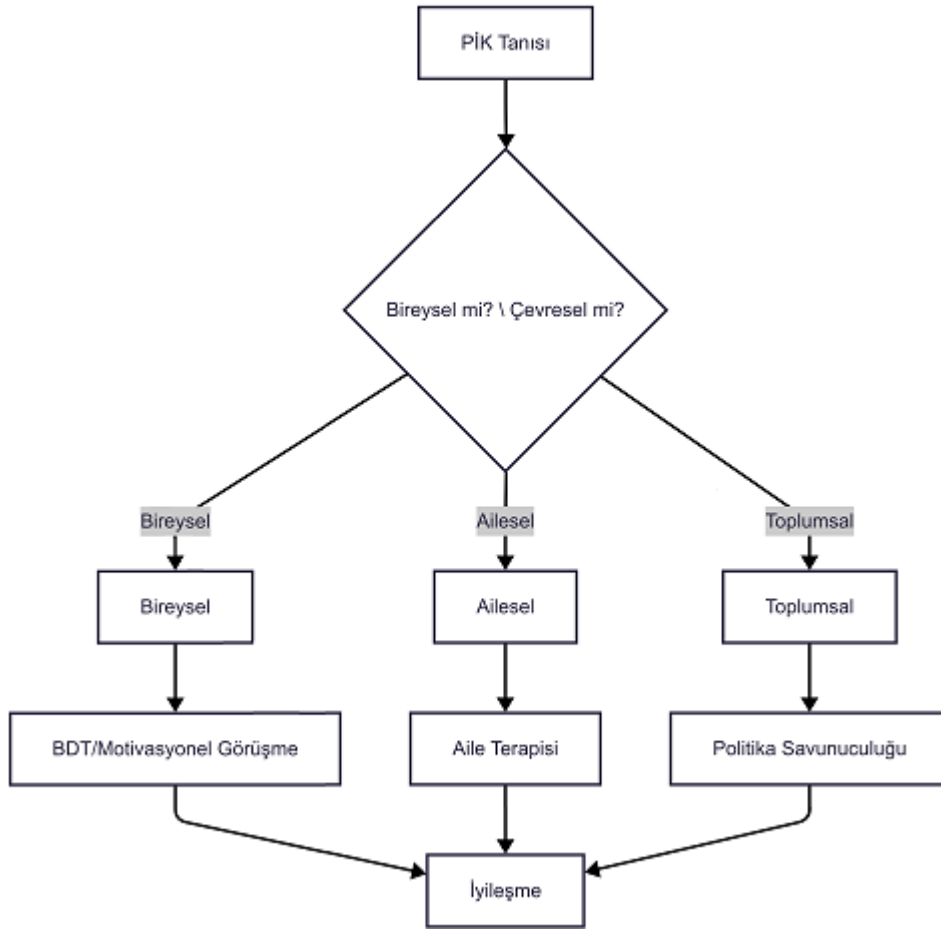 PİK Tanısı
Bireysel mi? \ Çevresel mi?
Bireysel
Ailesel
Toplumsal
Bireysel
Ailesel
Toplumsal
BDT/Motivasyonel Görüşme
Aile Terapisi
Politika Savunuculuğu
İyileşme